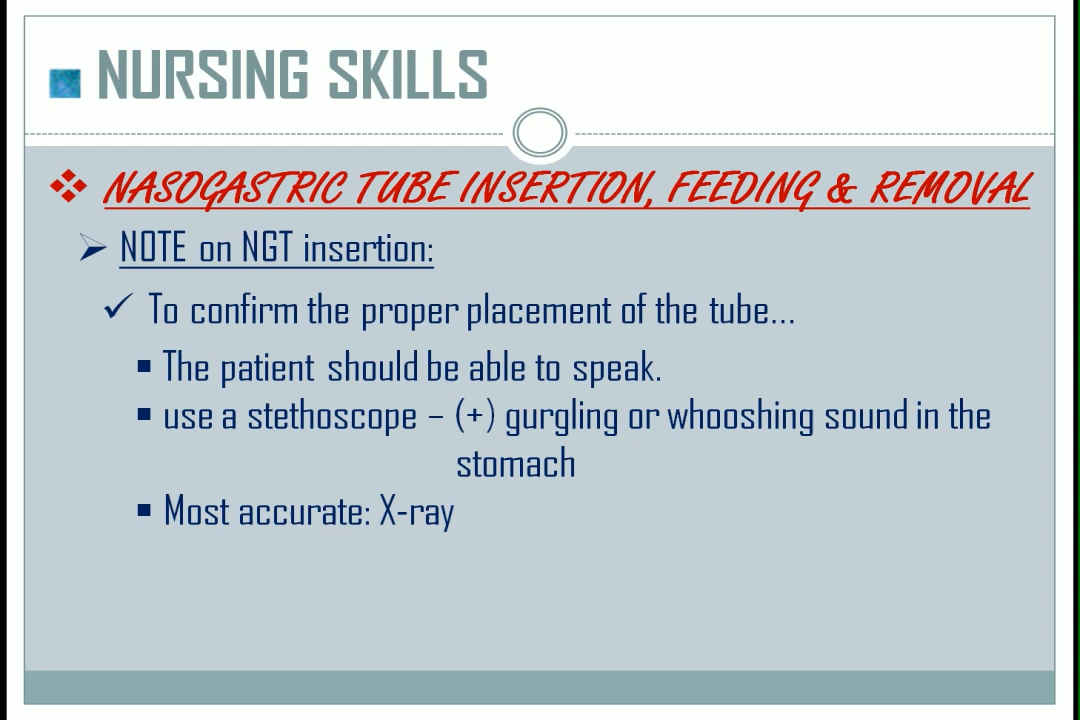 NURSING SKILLS
NASOGASTRIC TUBE INSERTION, FEEDING & REMOVAL
NOTE on NGT insertion:
To confirm the proper placement of the tube...
The patient should be able to speak.
use a stethoscope – (+) gurgling or whooshing sound in the
stomach
Most accurate: X-ray